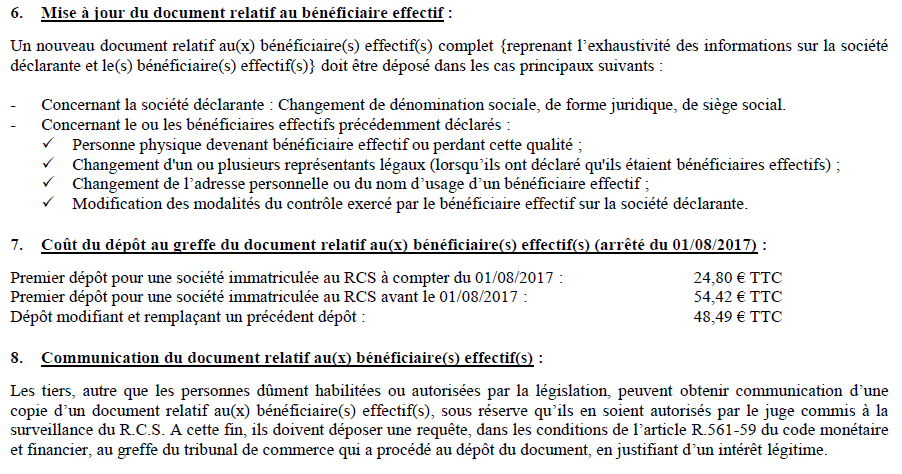 6. Mise à jour du document relatif au bénéficiaire effectif :
Un nouveau document relatif au(x) bénéficiaire(s) effectif(s) complet {reprenant l’exhaustivité des informations sur la société
déclarante et le(s) bénéficiaire(s) effectif(s)} doit être déposé dans les cas principaux suivants :
- Concernant la société déclarante : Changement de dénomination sociale, de forme juridique, de siège social.
- Concernant le ou les bénéficiaires effectifs précédemment déclarés :
✓ Personne physique devenant bénéficiaire effectif ou perdant cette qualité ;
✓ Changement d'un ou plusieurs représentants légaux (lorsqu’ils ont déclaré qu'ils étaient bénéficiaires effectifs) ;
✓ Changement de l’adresse personnelle ou du nom d’usage d’un bénéficiaire effectif ;
✓ Modification des modalités du contrôle exercé par le bénéficiaire effectif sur la société déclarante.
7. Coût du dépôt au greffe du document relatif au(x) bénéficiaire(s) effectif(s) (arrêté du 01/08/2017) :
Premier dépôt pour une société immatriculée au RCS à compter du 01/08/2017 : 24,80 € TTC
Premier dépôt pour une société immatriculée au RCS avant le 01/08/2017 : 54,42 € TTC
Dépôt modifiant et remplaçant un précédent dépôt : 48,49 € TTC
8. Communication du document relatif au(x) bénéficiaire(s) effectif(s) :
Les tiers, autre que les personnes dûment habilitées ou autorisées par la législation, peuvent obtenir communication d’une
copie d’un document relatif au(x) bénéficiaire(s) effectif(s), sous réserve qu’ils en soient autorisés par le juge commis à la
surveillance du R.C.S. A cette fin, ils doivent déposer une requête, dans les conditions de l’article R.561-59 du code monétaire
et financier, au greffe du tribunal de commerce qui a procédé au dépôt du document, en justifiant d’un intérêt légitime.